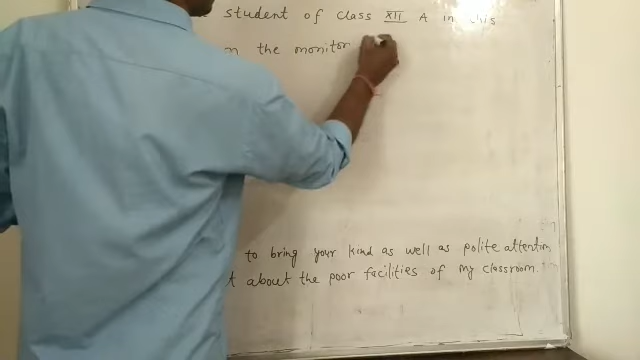 student of class XII A in this
n the monitor
to bring your kind as well as polite attention
t about the poor facilities of my classroom.